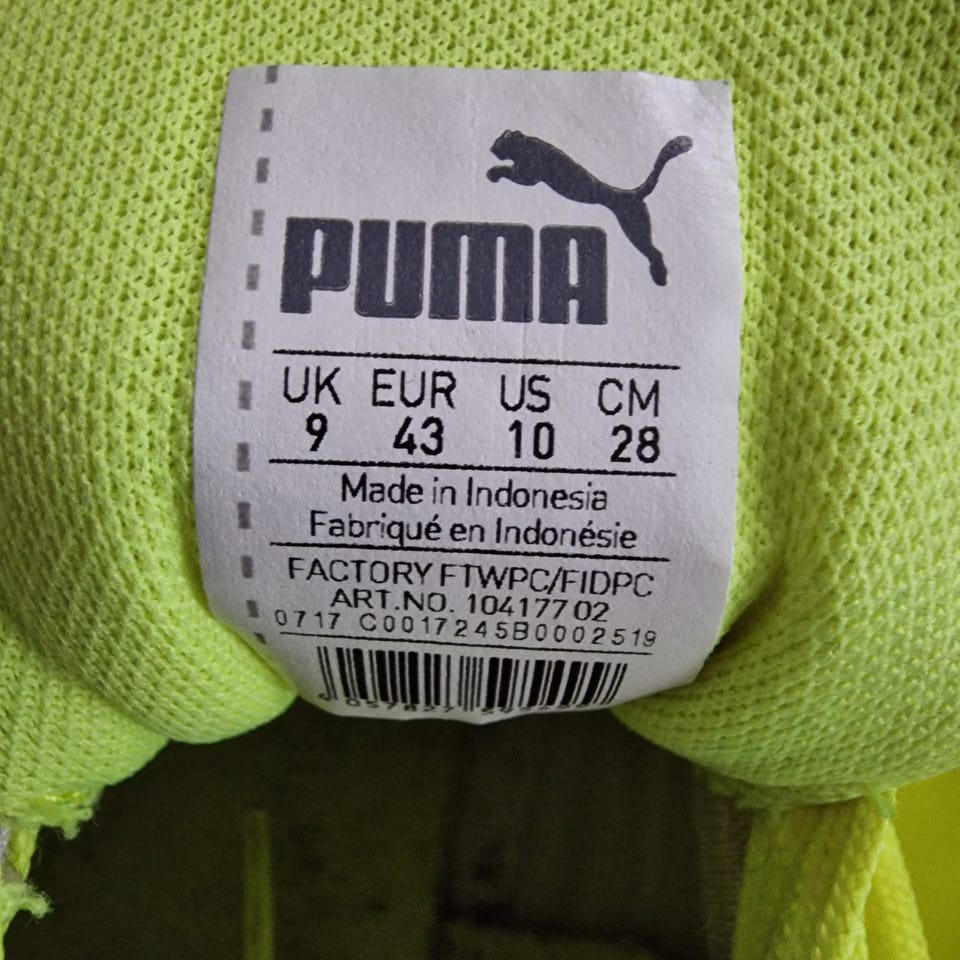 PUMA
UK EUR US CM
9 43 10 28
Made in Indonesia
Fabriqué en Indonésie
FACTORY FTWPC/FIDPC
ART.NO. 104177 02
0717 C0017245B0002519